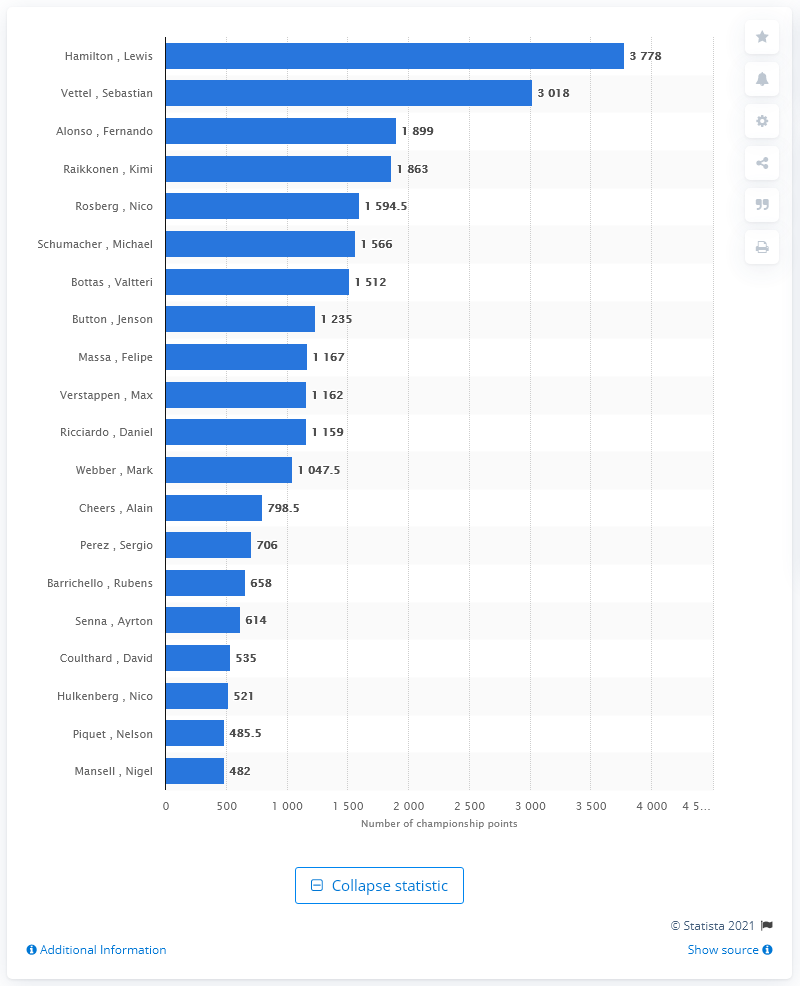 Hamilton , Lewis 3 778
Vettel , Sebastian 3 018
Alonso , Fernando 1 899
Raikkonen , Kimi 1 863
Rosberg , Nico 1 594.5
Schumacher , Michael 1 566
Bottas , Valtteri 1 512
Button , Jenson 1 235
Massa , Felipe 1 167
Verstappen , Max 1 162
Ricciardo , Daniel 1 159
Webber , Mark 1 047.5
Cheers , Alain 798.5
Perez , Sergio 706
Barrichello , Rubens 658
Senna , Ayrton 614
Coulthard , David 535
Hulkenberg , Nico 521
Piquet , Nelson 485.5
Mansell , Nigel 482
0 500 1 000 1 500 2 000 2 500 3 000 3 500 4 000 4 5...
Number of championship points
Collapse statistic
© Statista 2021
Additional Information Show source